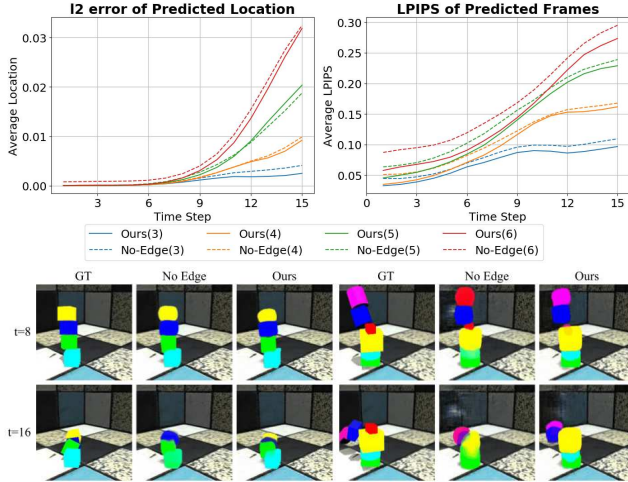 l2 error of Predicted Location
Average Location
0.03
0.02
0.01
0.00
3
6
9
12
15
Time Step
LPIPS of Predicted Frames
Average LPIPS
0.30
0.25
0.20
0.15
0.10
0.05
0
3
6
9
12
15
Time Step
Ours(3)
Ours(4)
Ours(5)
Ours(6)
No-Edge(3)
No-Edge(4)
No-Edge(5)
No-Edge(6)
GT
No Edge
Ours
GT
No Edge
Ours
t=8
t=16